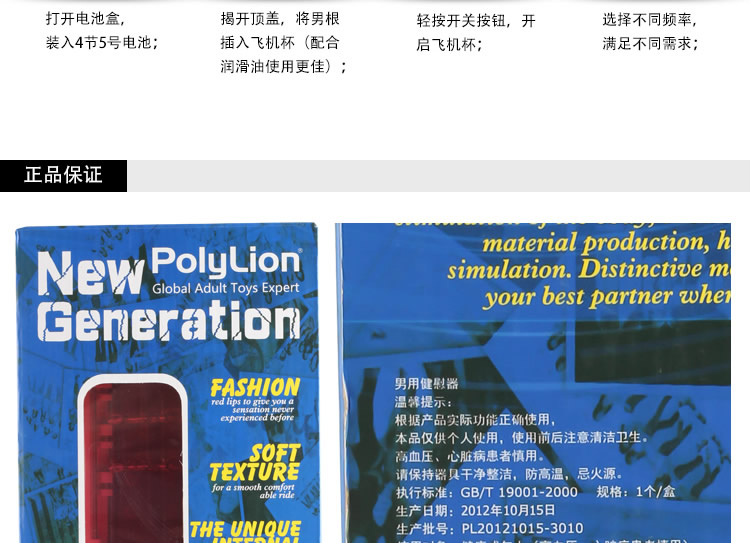 打开电池盒，
装入4节5号电池；
揭开顶盖，将男根
插入飞机杯（配合
润滑油使用更佳）；
轻按开关按钮，开
启飞机杯；
选择不同频率，
满足不同需求；
正品保证
New PolyLion®
Global Adult Toys Expert
Generation
FASHION
red lips to give you a
sensation never
experienced before
SOFT
TEXTURE
for a smooth comfort
able ride
THE UNIQUE
INTERNAL
material production, h
simulation. Distinctive m
your best partner when
男用健慰器
温馨提示：
根据产品实际功能正确使用，
本品仅供个人使用，使用前后注意清洁卫生。
高血压、心脏病患者慎用。
请保持器具干净整洁，防高温，忌火源。
执行标准：GB/T 19001-2000 规格：1个/盒
生产日期：2012年10月15日
生产批号：PL20121015-3010